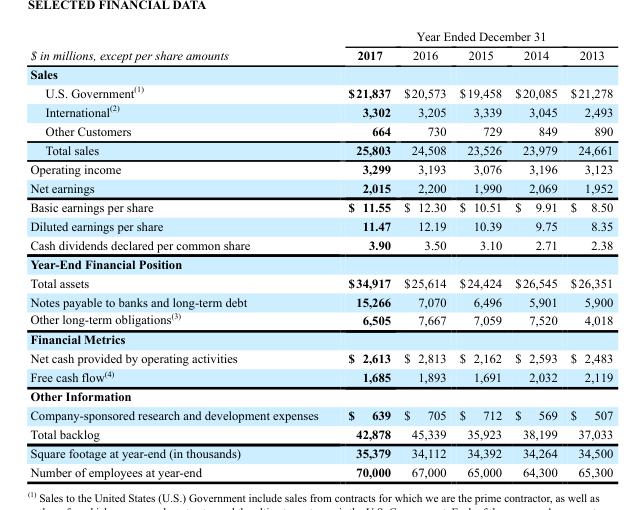 SELECTED FINANCIAL DATA
Year Ended December 31
$ in millions, except per share amounts 2017 2016 2015 2014 2013
Sales
U.S. Government(1) $21,837 $20,573 $19,458 $20,085 $21,278
International(2) 3,302 3,205 3,339 3,045 2,493
Other Customers 664 730 729 849 890
Total sales 25,803 24,508 23,526 23,979 24,661
Operating income 3,299 3,193 3,076 3,196 3,123
Net earnings 2,015 2,200 1,990 2,069 1,952
Basic earnings per share $ 11.55 $ 12.30 $ 10.51 $ 9.91 $ 8.50
Diluted earnings per share 11.47 12.19 10.39 9.75 8.35
Cash dividends declared per common share 3.90 3.50 3.10 2.71 2.38
Year-End Financial Position
Total assets $34,917 $25,614 $24,424 $26,545 $26,351
Notes payable to banks and long-term debt 15,266 7,070 6,496 5,901 5,900
Other long-term obligations(3) 6,505 7,667 7,059 7,520 4,018
Financial Metrics
Net cash provided by operating activities $ 2,613 $ 2,813 $ 2,162 $ 2,593 $ 2,483
Free cash flow(4) 1,685 1,893 1,691 2,032 2,119
Other Information
Company-sponsored research and development expenses $ 639 $ 705 $ 712 $ 569 $ 507
Total backlog 42,878 45,339 35,923 38,199 37,033
Square footage at year-end (in thousands) 35,379 34,112 34,392 34,264 34,500
Number of employees at year-end 70,000 67,000 65,000 64,300 65,300
(1) Sales to the United States (U.S.) Government include sales from contracts for which we are the prime contractor, as well as